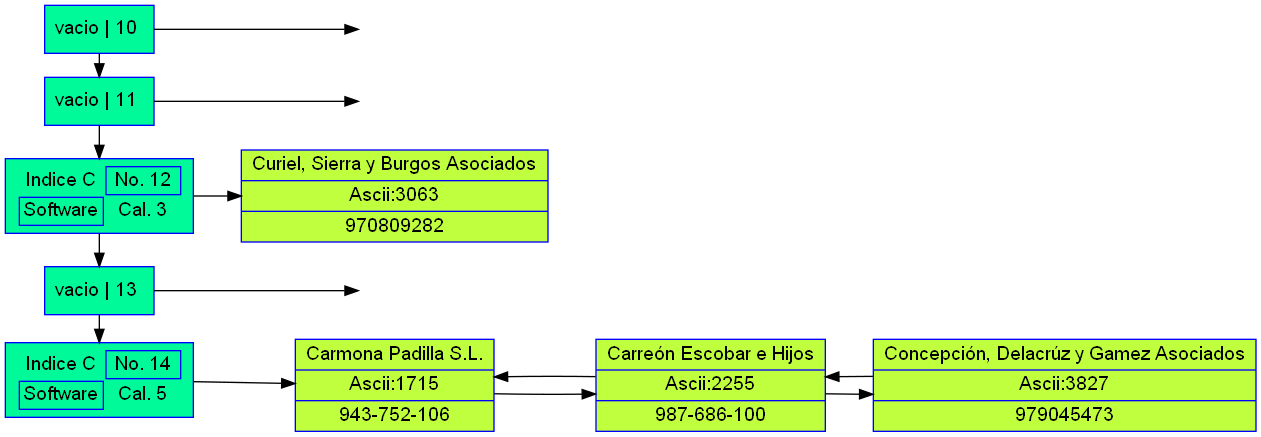 vacio | 10
vacio | 11
Indice C No. 12
Software Cal. 3
Curiel, Sierra y Burgos Asociados
Ascii:3063
970809282
vacio | 13
Indice C No. 14
Software Cal. 5
Carmona Padilla S.L.
Ascii:1715
943-752-106
Carreón Escobar e Hijos
Ascii:2255
987-686-100
Concepción, Delacrúz y Gamez Asociados
Ascii:3827
979045473